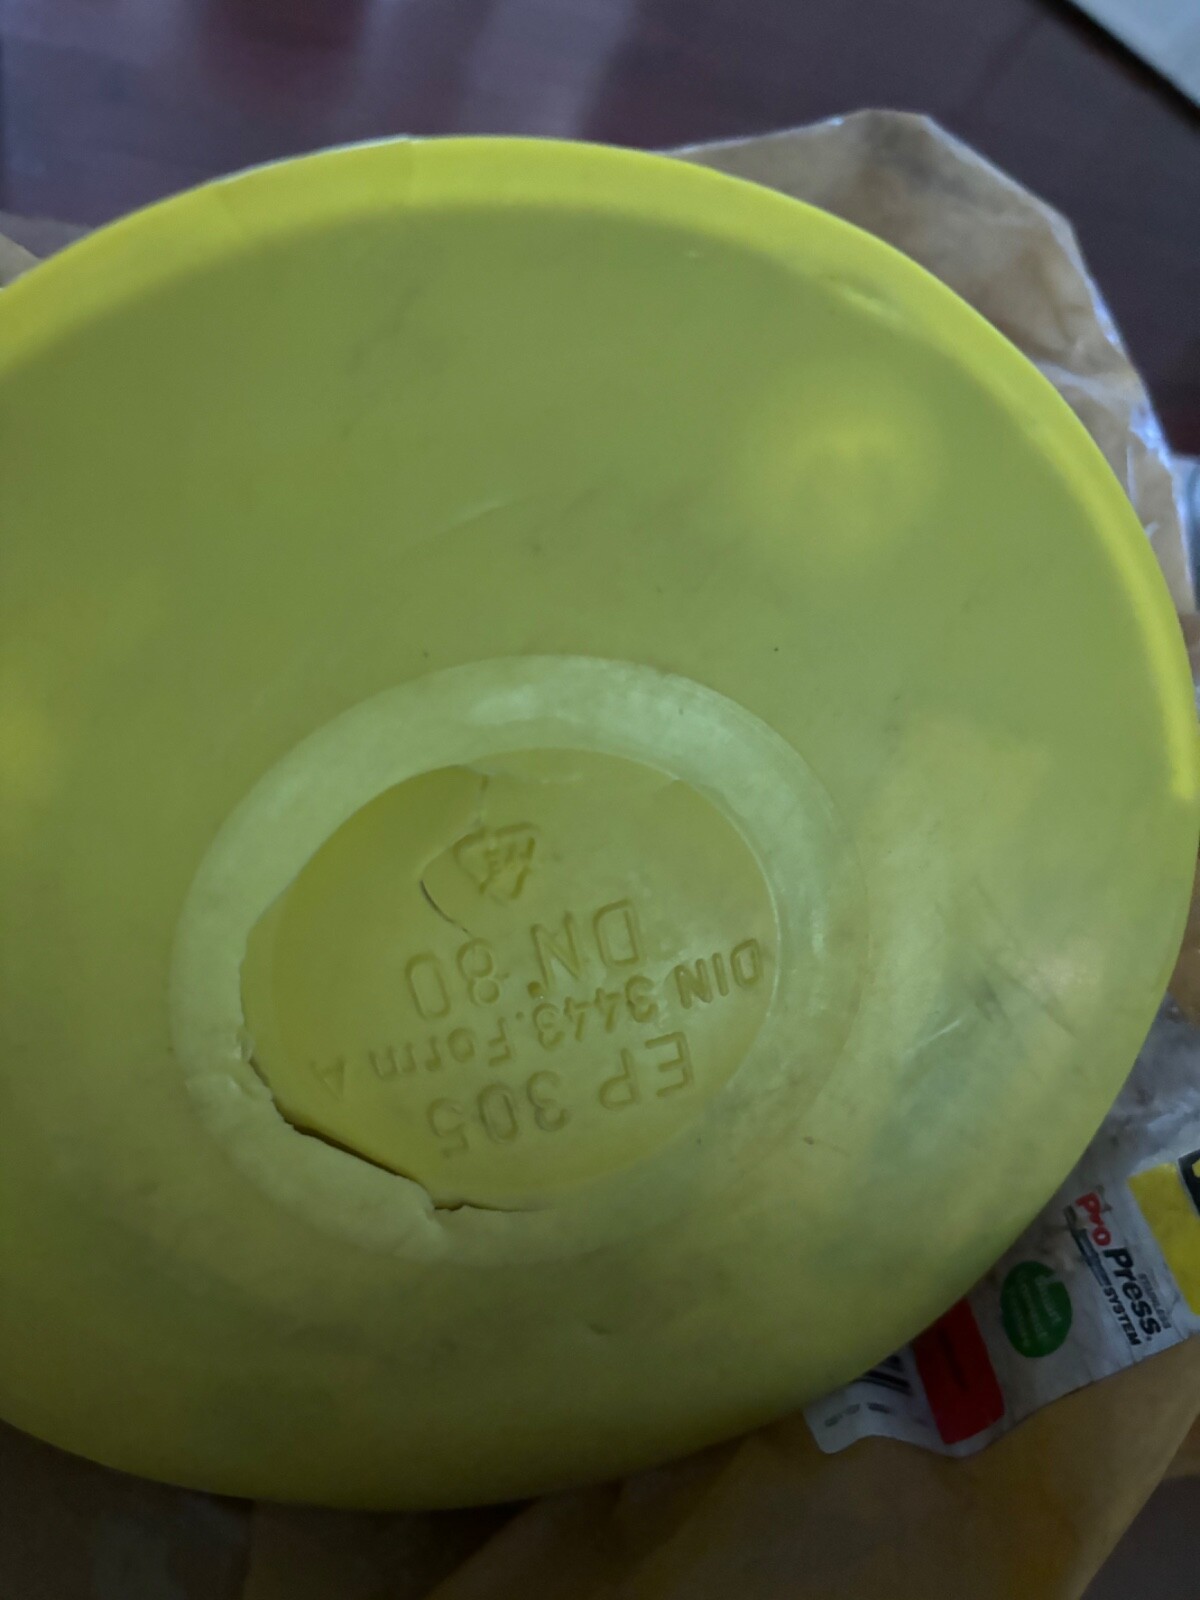 EP 305
DIN 3443.Form A
DN 80
ProPress
SYSTEM